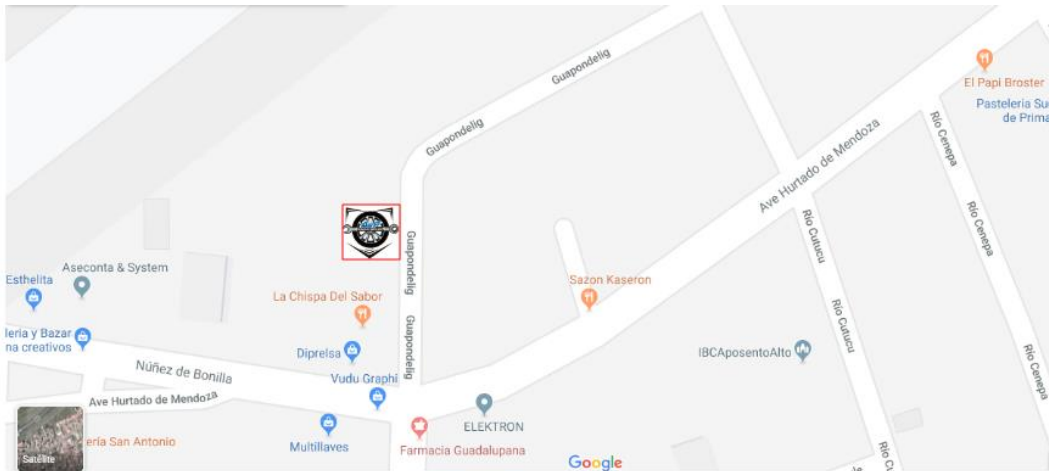 Guapondelig
Guapondelig
Guapondelig
Guapondelig
El Papi Broster
Pasteleria Su
de Prima
Ave Hurtado de Mendoza
Río Cenepa
Río Cenepa
Río Cenepa
Río Cutucu
Río Cutucu
Río C
Esthelita
Aseconta & System
leria y Bazar
na creativos
La Chispa Del Sabor
Sazon Kaseron
Diprelsa
IBCAposentoAlto
Núñez de Bonilla
Vudu Graphi
Ave Hurtado de Mendoza
ELEKTRON
Multillaves
Farmacia Guadalupana
ería San Antonio
Satélite
Google